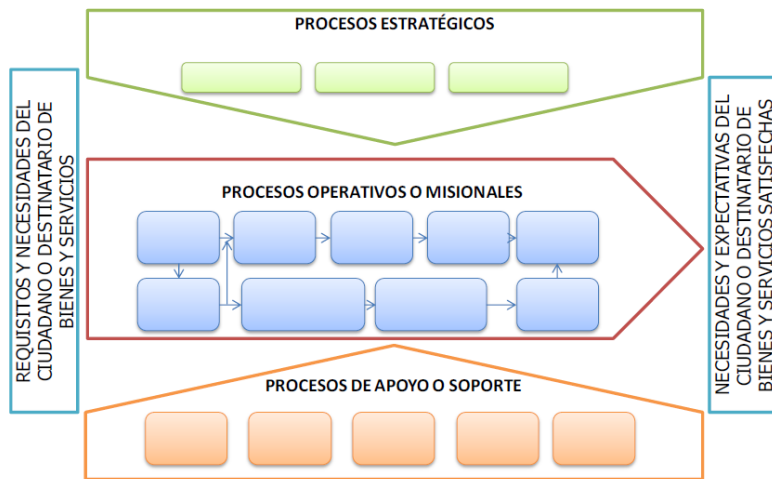 PROCESOS ESTRATÉGICOS
REQUISITOS Y NECESIDADES DEL
CIUDADANO O DESTINATARIO DE
BIENES Y SERVICIOS
PROCESOS OPERATIVOS O MISIONALES
PROCESOS DE APOYO O SOPORTE
NECESIDADES Y EXPECTATIVAS DEL
CIUDADANO O DESTINATARIO DE
BIENES Y SERVICIOS SATISFECHAS